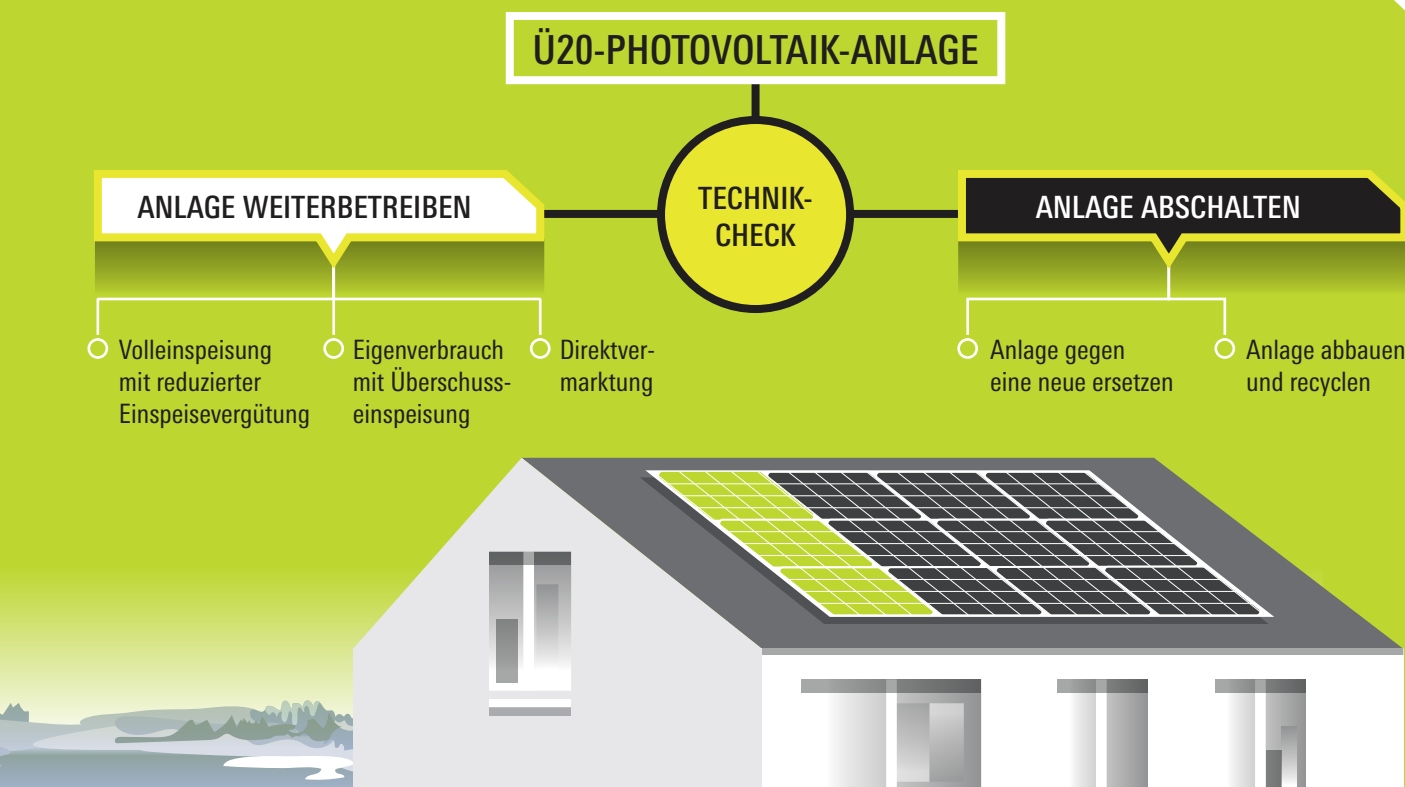 Ü20-PHOTOVOLTAIK-ANLAGE
TECHNIK-
CHECK
ANLAGE WEITERBETREIBEN
Volleinspeisung
mit reduzierter
Einspeisevergütung
Eigenverbrauch
mit Überschuss-
einspeisung
Direktver-
marktung
ANLAGE ABSCHALTEN
Anlage gegen
eine neue ersetzen
Anlage abbauen
und recyclen